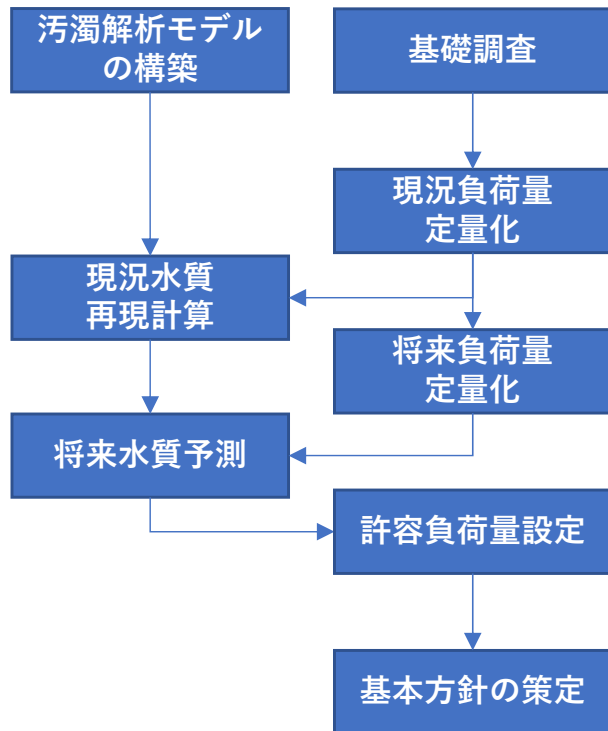 汚濁解析モデル
の構築
基礎調査
現況負荷量
定量化
現況水質
再現計算
将来負荷量
定量化
将来水質予測
許容負荷量設定
基本方針の策定